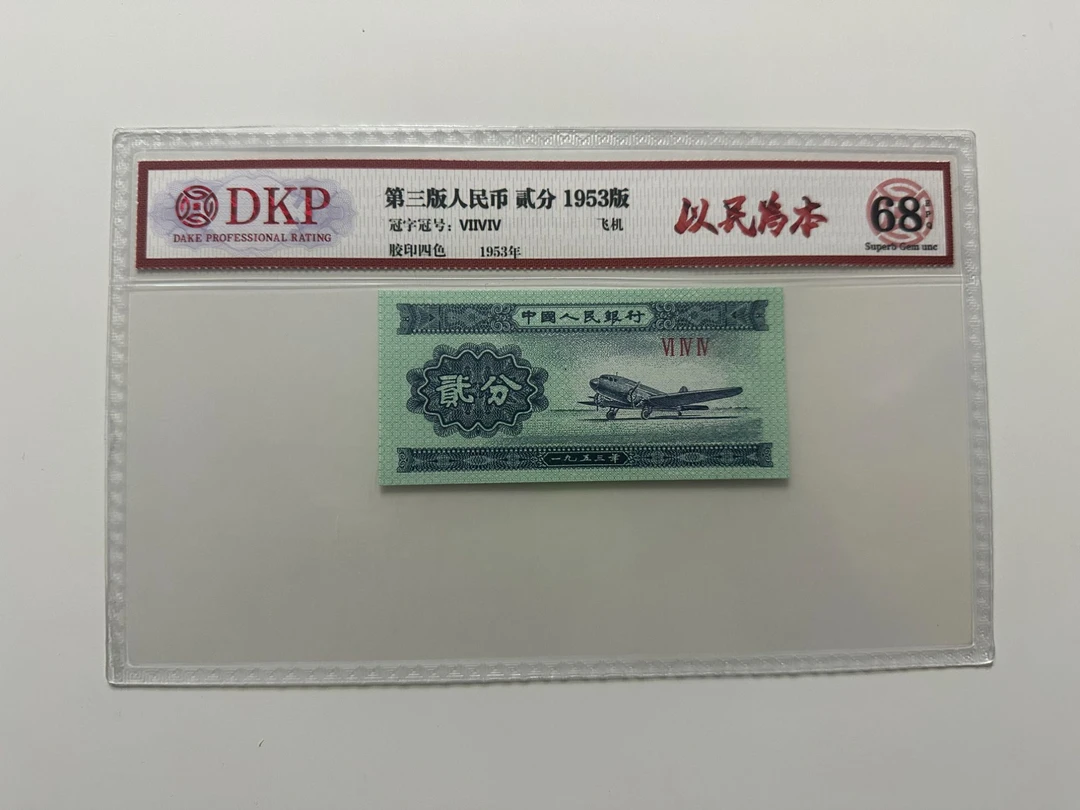 DKP
DAKE PROFESSIONAL RATING
第三版人民币 贰分 1953版
冠字冠号：VIIVIV
飞机
胶印四色 1953年
以民为本
68
Superb Gem unc
中國人民銀行
VI IV IV
貳分
一九五三年